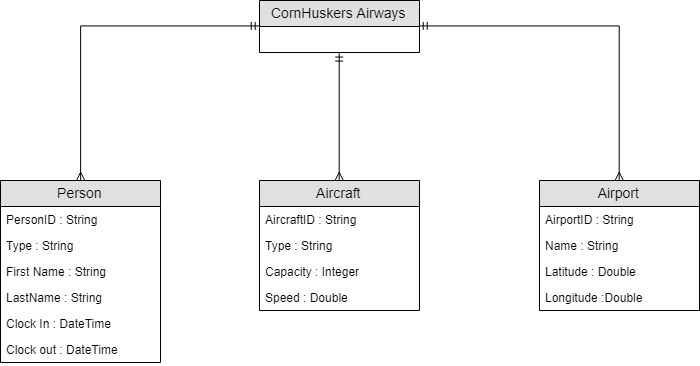 CornHuskers Airways
Person
PersonID : String
Type : String
First Name : String
LastName : String
Clock In : DateTime
Clock out : DateTime
Aircraft
AircraftID : String
Type : String
Capacity : Integer
Speed : Double
Airport
AirportID : String
Name : String
Latitude : Double
Longitude :Double